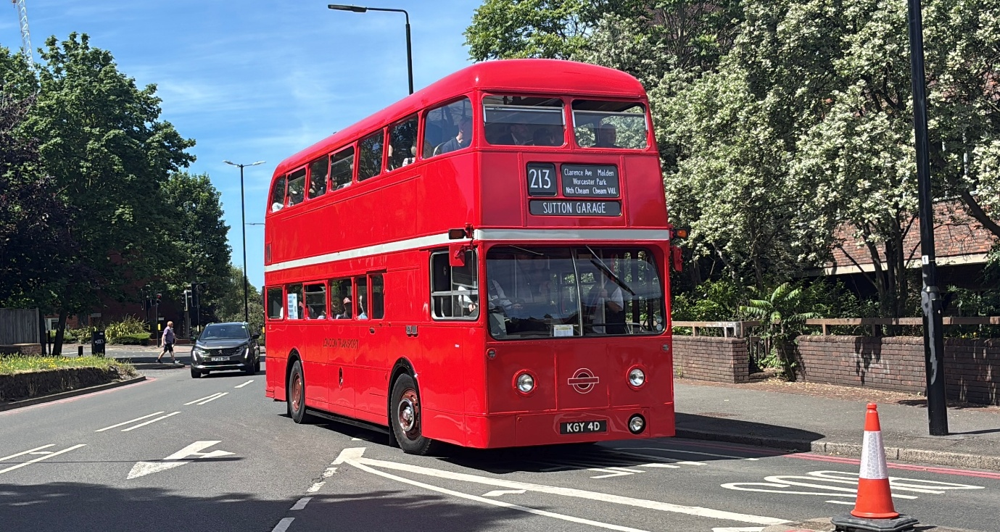 213
Clarence Ave Malden
Worcester Park
Nth Cheam Cheam Vill
SUTTON GARAGE
LONDON TRANSPORT
KGY 4D